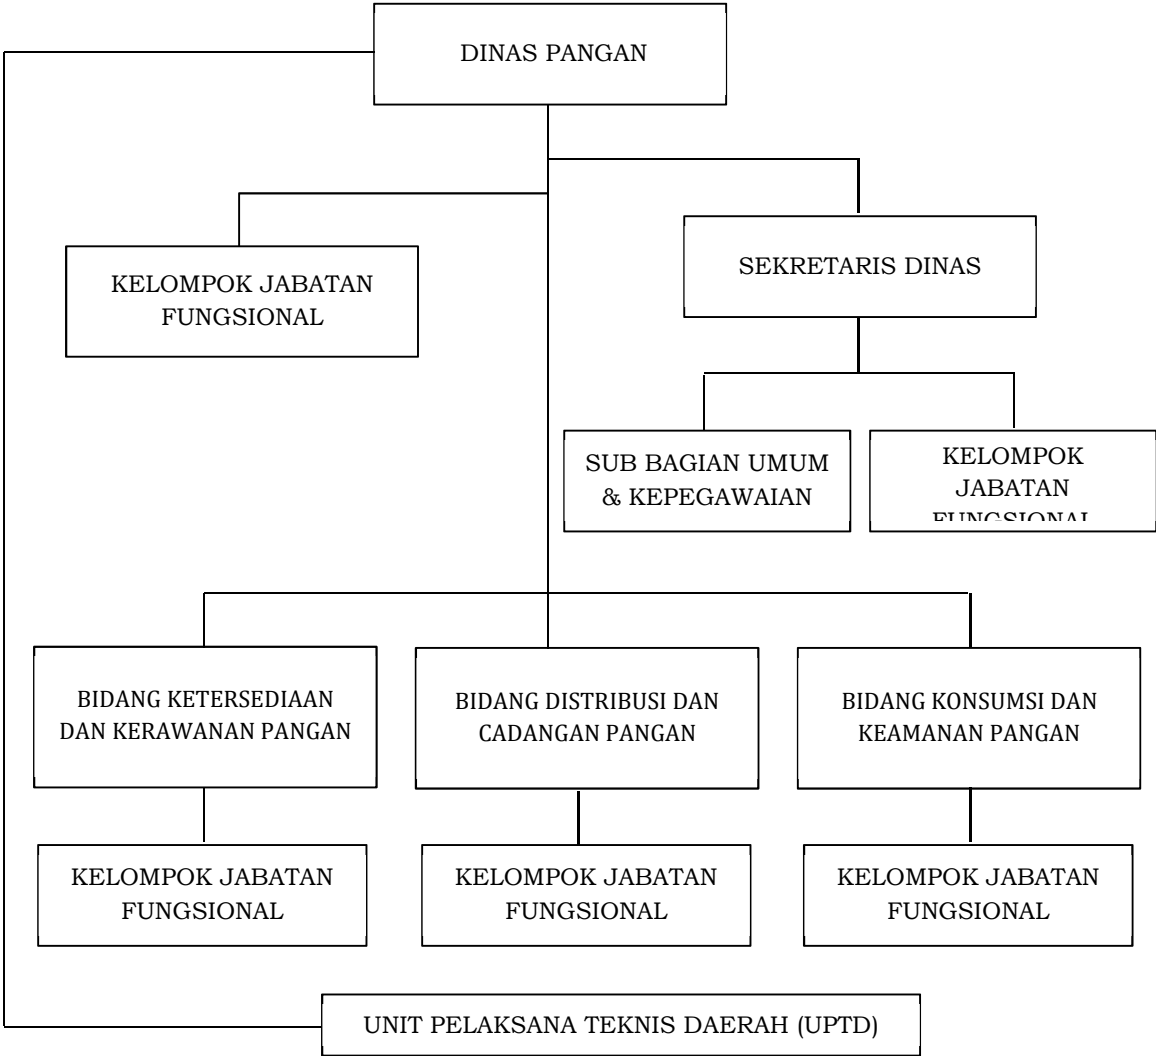 DINAS PANGAN
KELOMPOK JABATAN
FUNGSIONAL
SEKRETARIS DINAS
SUB BAGIAN UMUM
& KEPEGAWAIAN
KELOMPOK
JABATAN
FUNGSIONAL
BIDANG KETERSEDIAAN
DAN KERAWANAN PANGAN
BIDANG DISTRIBUSI DAN
CADANGAN PANGAN
BIDANG KONSUMSI DAN
KEAMANAN PANGAN
KELOMPOK JABATAN
FUNGSIONAL
KELOMPOK JABATAN
FUNGSIONAL
KELOMPOK JABATAN
FUNGSIONAL
UNIT PELAKSANA TEKNIS DAERAH (UPTD)